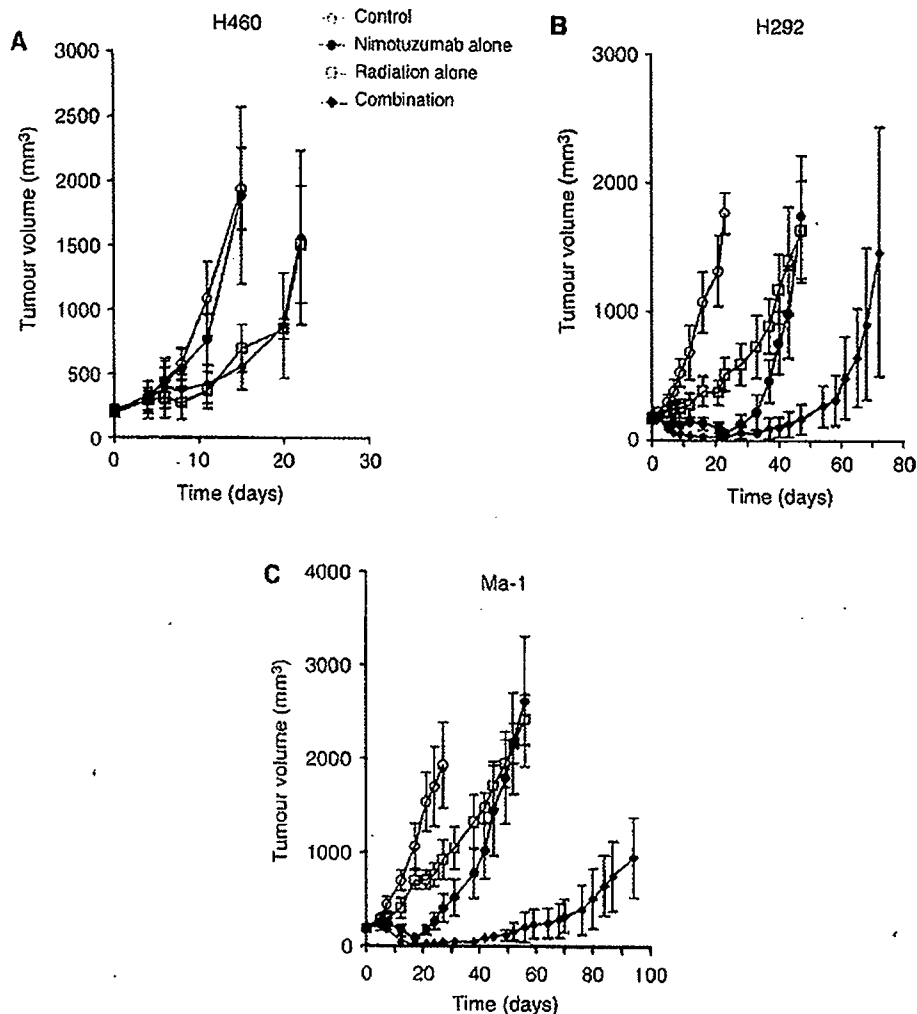 A
H460
Control
Nimotuzumab alone
Radiation alone
Combination
3000
2500
2000
1500
1000
500
0
Tumour volume (mm³)
0
10
20
30
Time (days)
B
H292
3000
2000
1000
0
Tumour volume (mm³)
0
20
40
60
80
Time (days)
C
Ma-1
4000
3000
2000
1000
0
Tumour volume (mm³)
0
20
40
60
80
100
Time (days)